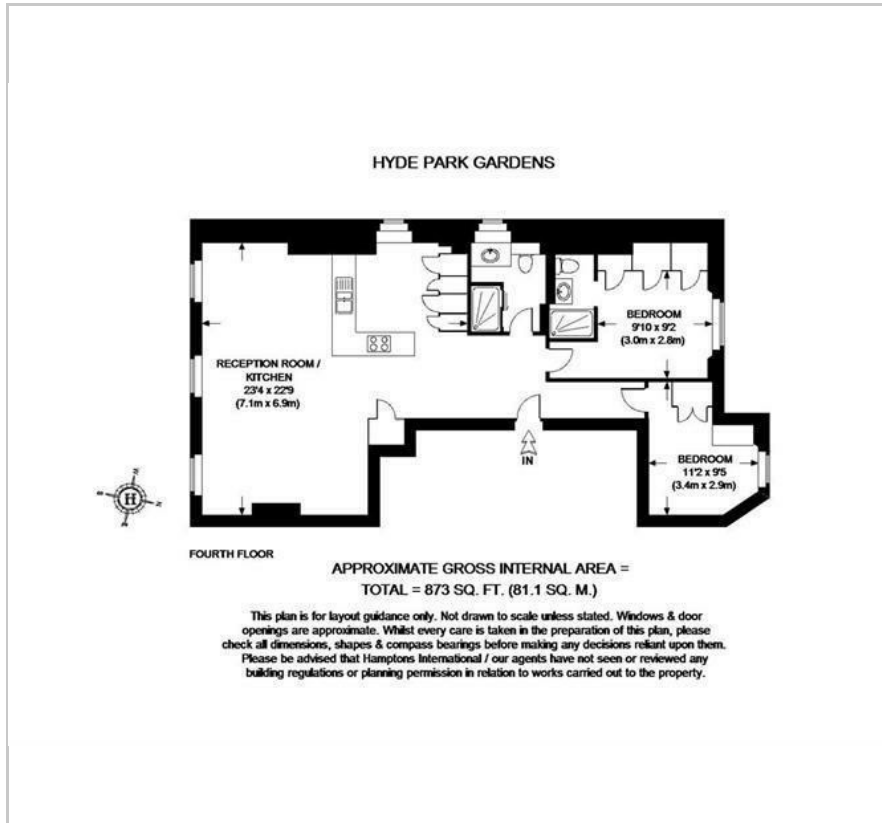 HYDE PARK GARDENS
RECEPTION ROOM /
KITCHEN
23'4 x 22'9
(7.1m x 6.9m)
BEDROOM
9'10 x 9'2
(3.0m x 2.8m)
BEDROOM
11'2 x 9'5
(3.4m x 2.9m)
IN
H
FOURTH FLOOR
APPROXIMATE GROSS INTERNAL AREA =
TOTAL = 873 SQ. FT. (81.1 SQ. M.)
This plan is for layout guidance only. Not drawn to scale unless stated. Windows & door
openings are approximate. Whilst every care is taken in the preparation of this plan, please
check all dimensions, shapes & compass bearings before making any decisions reliant upon them.
Please be advised that Hamptons International / our agents have not seen or reviewed any
building regulations or planning permission in relation to works carried out to the property.